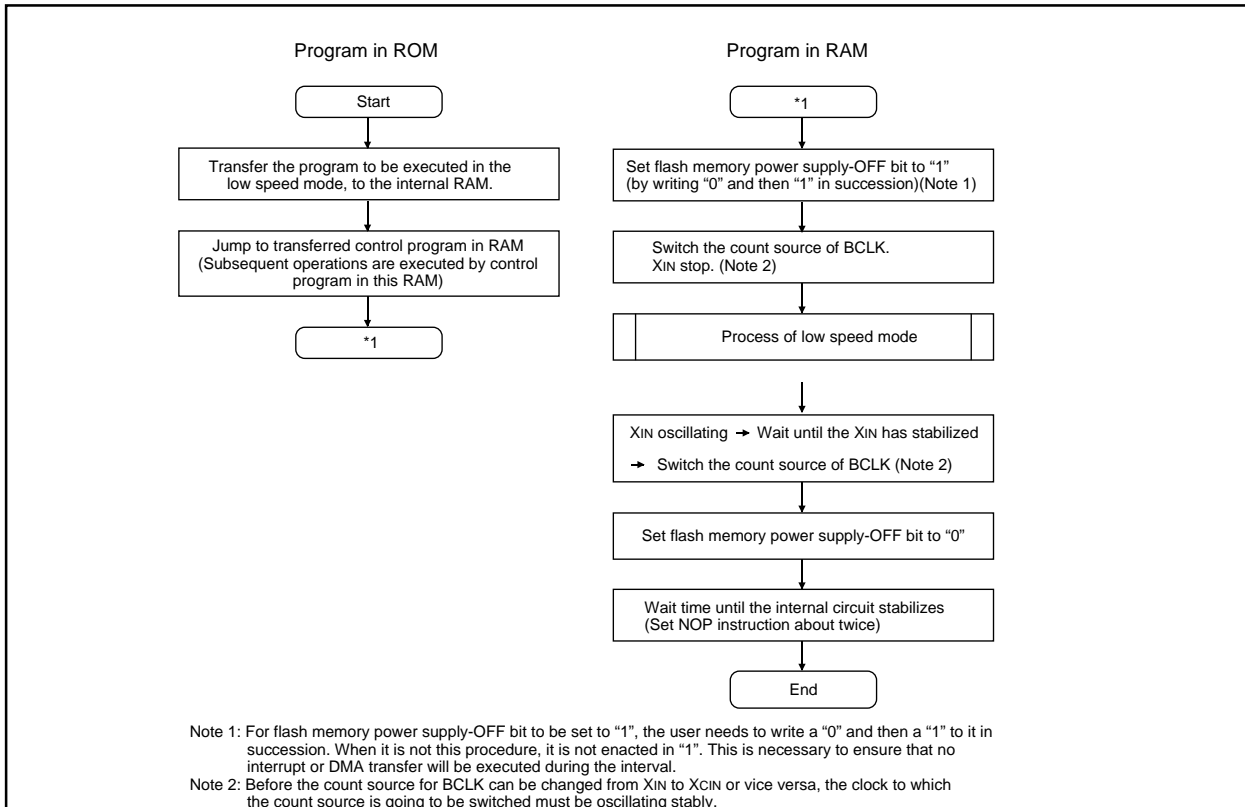 Program in ROM
Start
Transfer the program to be executed in the
low speed mode, to the internal RAM.
Jump to transferred control program in RAM
(Subsequent operations are executed by control
program in this RAM)
*1
Program in RAM
*1
Set flash memory power supply-OFF bit to “1”
(by writing “0” and then “1” in succession)(Note 1)
Switch the count source of BCLK.
XIN stop. (Note 2)
Process of low speed mode
XIN oscillating → Wait until the XIN has stabilized
→ Switch the count source of BCLK (Note 2)
Set flash memory power supply-OFF bit to “0”
Wait time until the internal circuit stabilizes
(Set NOP instruction about twice)
End
Note 1: For flash memory power supply-OFF bit to be set to “1”, the user needs to write a “0” and then a “1” to it in
succession. When it is not this procedure, it is not enacted in “1”. This is necessary to ensure that no
interrupt or DMA transfer will be executed during the interval.
Note 2: Before the count source for BCLK can be changed from XIN to XCIN or vice versa, the clock to which
the count source is going to be switched must be oscillating stably.